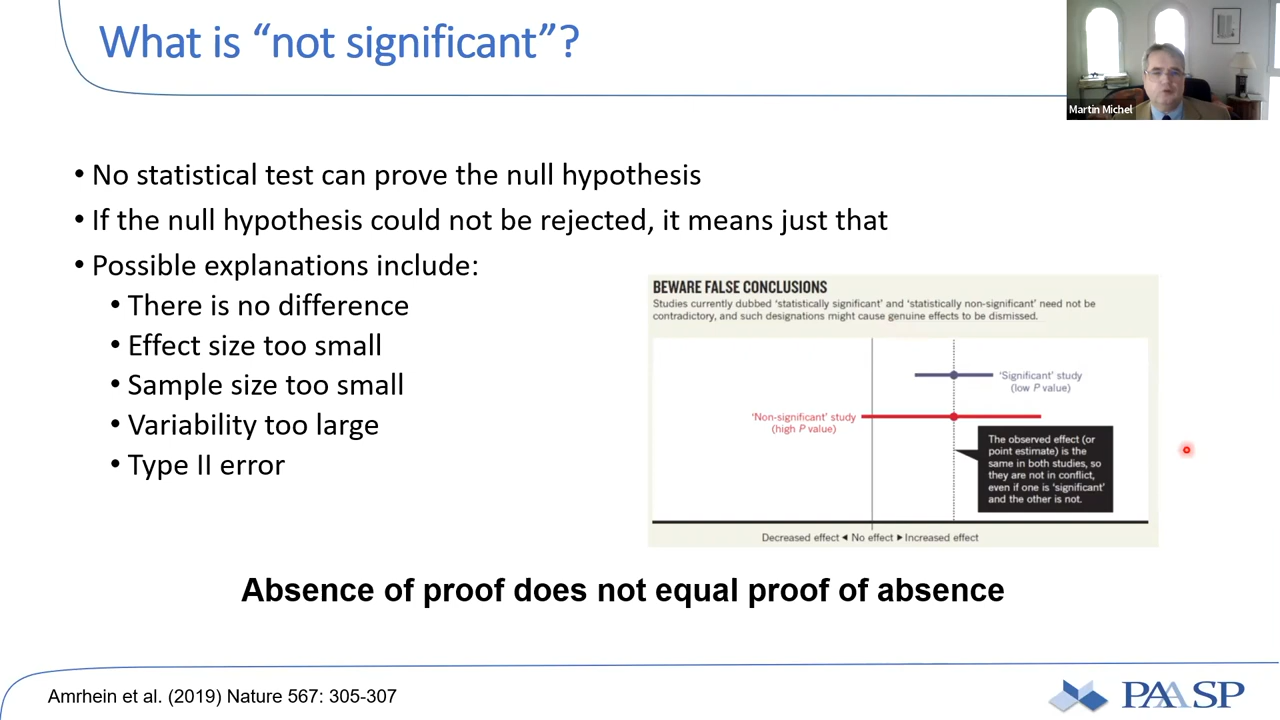 What is “not significant”?
Martin Michel
• No statistical test can prove the null hypothesis
• If the null hypothesis could not be rejected, it means just that
• Possible explanations include:
• There is no difference
• Effect size too small
• Sample size too small
• Variability too large
• Type II error
BEWARE FALSE CONCLUSIONS
Studies currently dubbed ‘statistically significant’ and ‘statistically non-significant’ need not be
contradictory, and such designations might cause genuine effects to be dismissed.
‘Significant’ study
(low P value)
‘Non-significant’ study
(high P value)
The observed effect (or
point estimate) is the
same in both studies, so
they are not in conflict,
even if one is ‘significant’
and the other is not.
Decreased effect ◀ No effect ▶ Increased effect
Absence of proof does not equal proof of absence
Amrhein et al. (2019) Nature 567: 305-307
PAASP